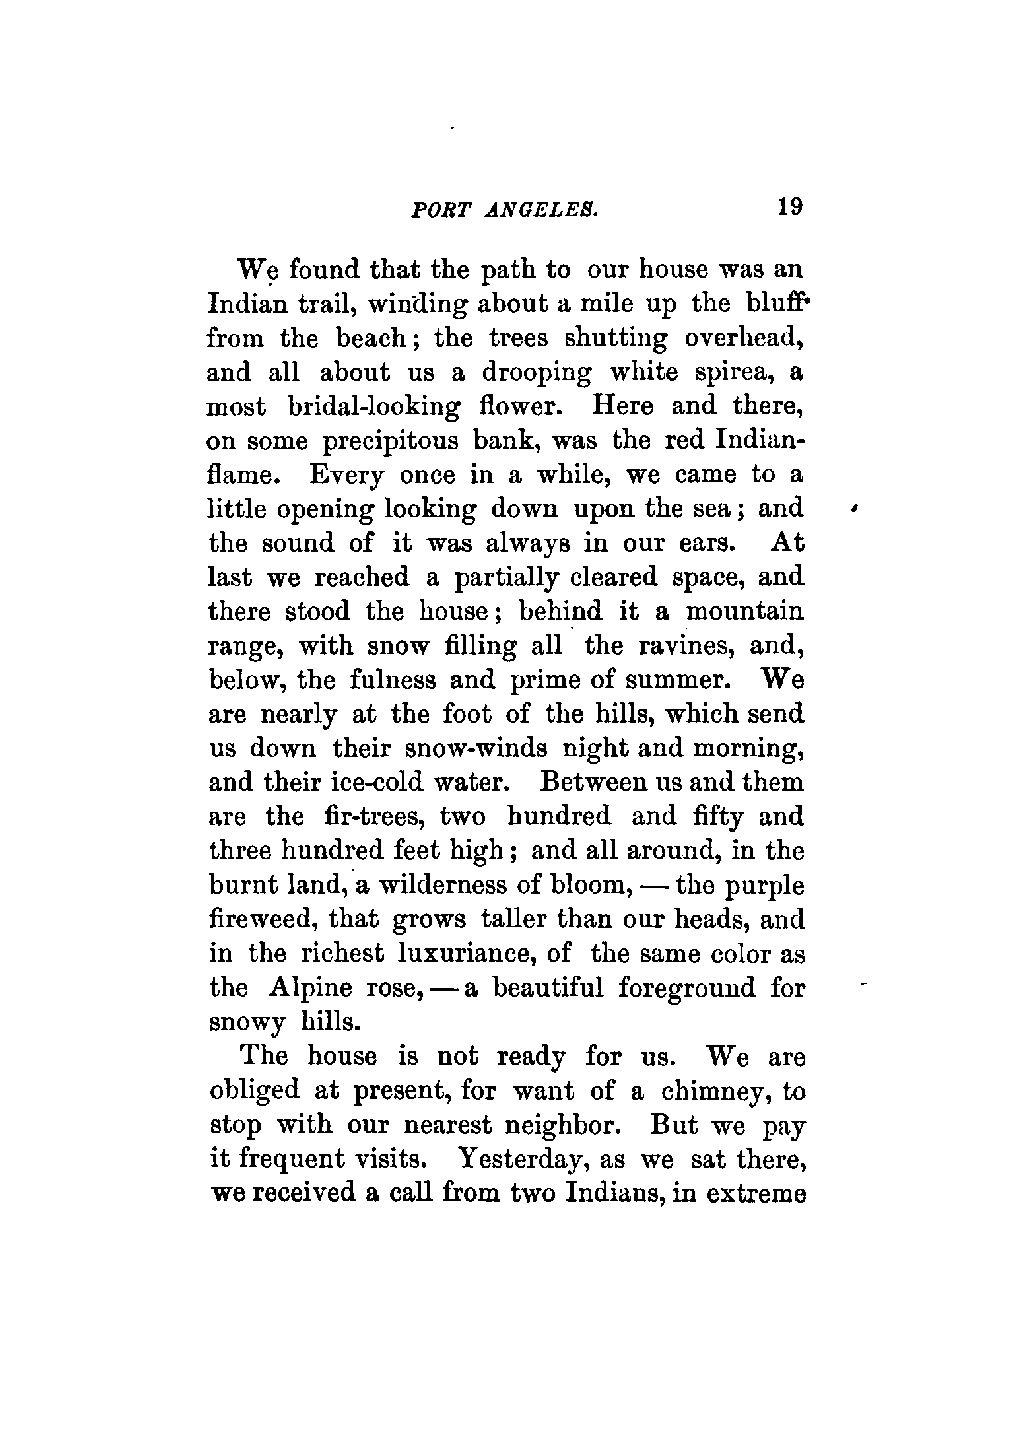 PORT ANGELES. 19
We found that the path to our house was an
Indian trail, winding about a mile up the bluff
from the beach; the trees shutting overhead,
and all about us a drooping white spirea, a
most bridal-looking flower. Here and there,
on some precipitous bank, was the red Indian-
flame. Every once in a while, we came to a
little opening looking down upon the sea; and
the sound of it was always in our ears. At
last we reached a partially cleared space, and
there stood the house; behind it a mountain
range, with snow filling all the ravines, and,
below, the fulness and prime of summer. We
are nearly at the foot of the hills, which send
us down their snow-winds night and morning,
and their ice-cold water. Between us and them
are the fir-trees, two hundred and fifty and
three hundred feet high; and all around, in the
burnt land, a wilderness of bloom, — the purple
fireweed, that grows taller than our heads, and
in the richest luxuriance, of the same color as
the Alpine rose, — a beautiful foreground for
snowy hills.
The house is not ready for us. We are
obliged at present, for want of a chimney, to
stop with our nearest neighbor. But we pay
it frequent visits. Yesterday, as we sat there,
we received a call from two Indians, in extreme